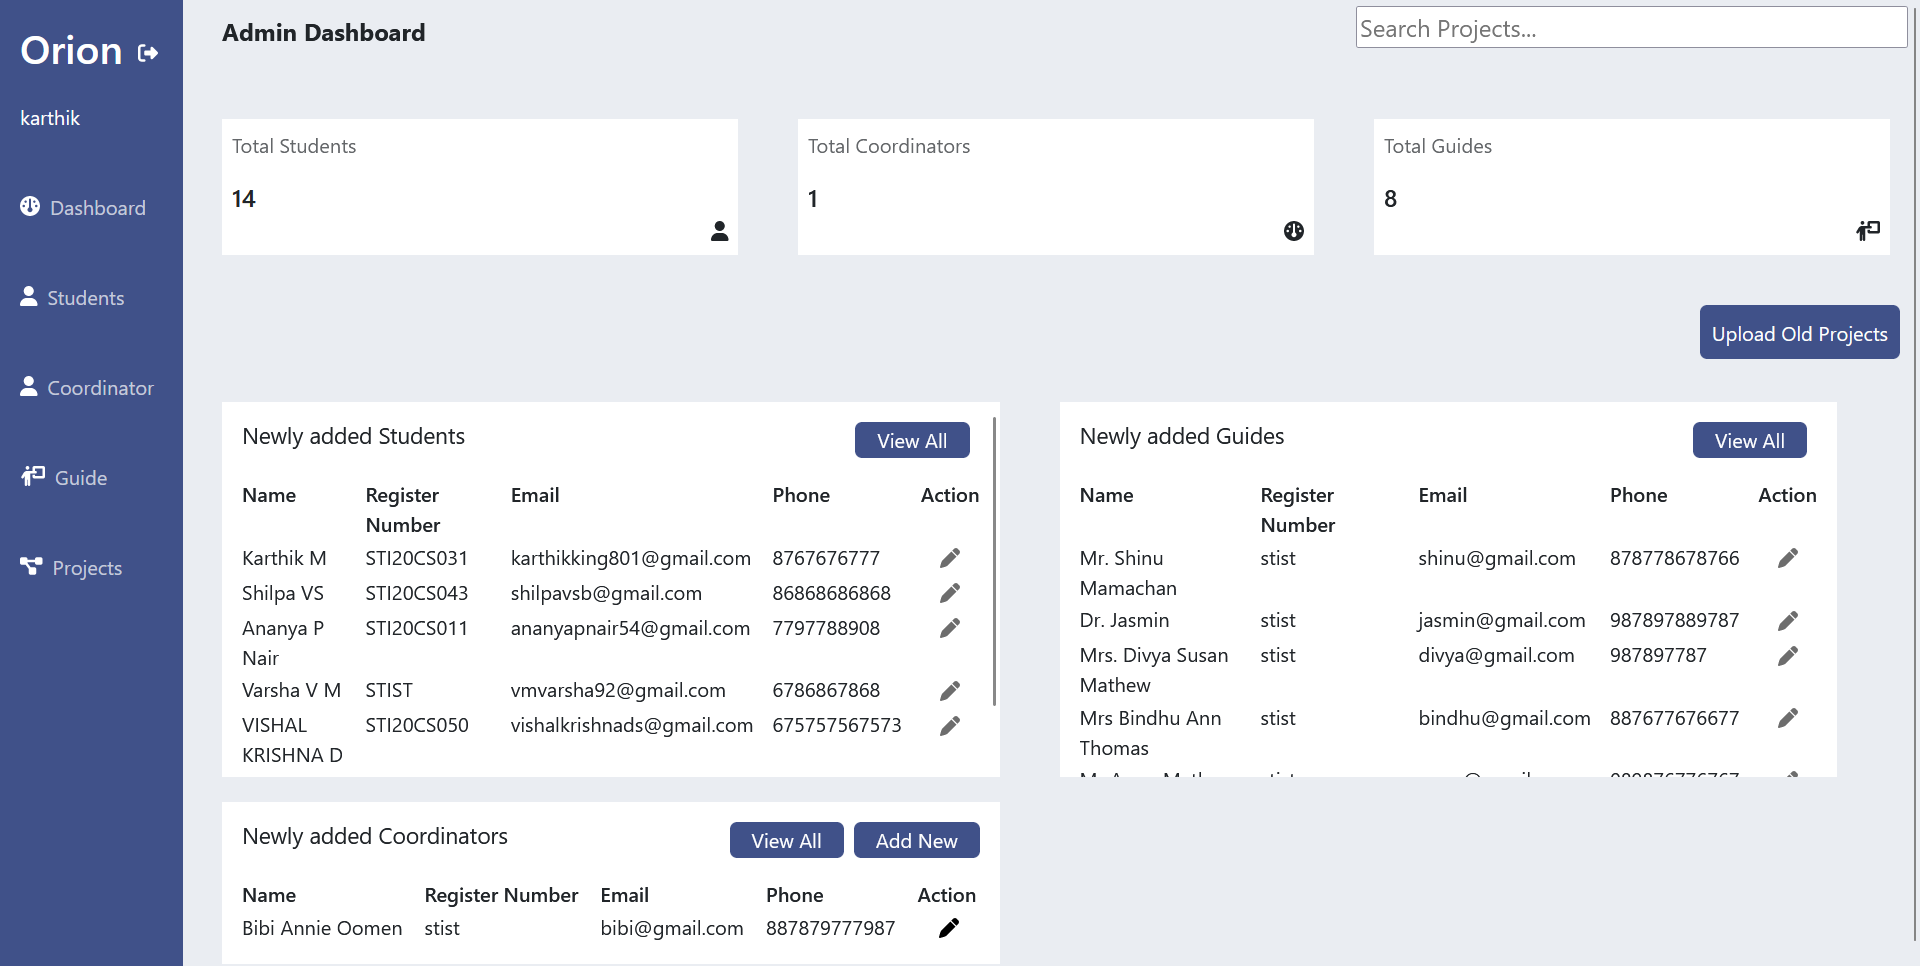 Orion
karthik
Dashboard
Students
Coordinator
Guide
Projects
Admin Dashboard
Search Projects...
Total Students
14
Total Coordinators
1
Total Guides
8
Upload Old Projects
Newly added Students View All
Name Register Number Email Phone Action
Karthik M STI20CS031 karthikking801@gmail.com 8767676777
Shilpa VS STI20CS043 shilpavsb@gmail.com 86868686868
Ananya P Nair STI20CS011 ananyapnair54@gmail.com 7797788908
Varsha V M STIST vmvarsha92@gmail.com 6786867868
VISHAL KRISHNA D STI20CS050 vishalkrishnads@gmail.com 675757567573
Newly added Guides View All
Name Register Number Email Phone Action
Mr. Shinu Mamachan stist shinu@gmail.com 878778678766
Dr. Jasmin stist jasmin@gmail.com 987897889787
Mrs. Divya Susan Mathew stist divya@gmail.com 987897787
Mrs Bindhu Ann Thomas stist bindhu@gmail.com 887677676677
Newly added Coordinators View All Add New
Name Register Number Email Phone Action
Bibi Annie Oomen stist bibi@gmail.com 887879777987